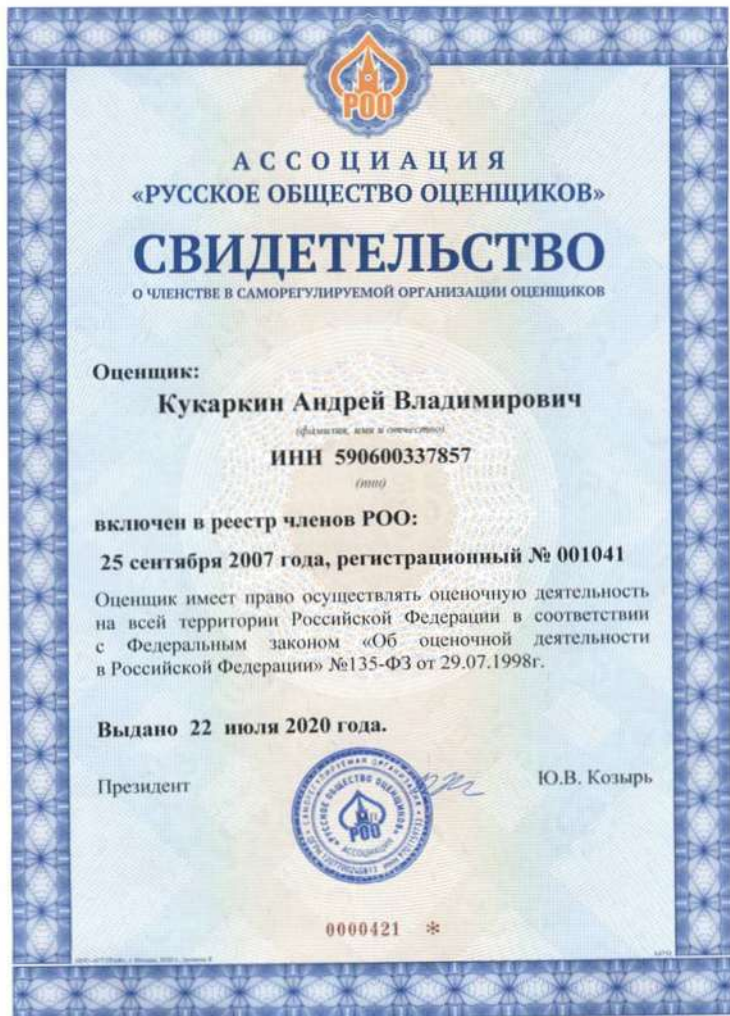 РОО
АССОЦИАЦИЯ
«РУССКОЕ ОБЩЕСТВО ОЦЕНЩИКОВ»
СВИДЕТЕЛЬСТВО
О ЧЛЕНСТВЕ В САМОРЕГУЛИРУЕМОЙ ОРГАНИЗАЦИИ ОЦЕНЩИКОВ
Оценщик:
Кукаркин Андрей Владимирович
(фамилия, имя и отчество)
ИНН 590600337857
(инн)
включен в реестр членов РОО:
25 сентября 2007 года, регистрационный № 001041
Оценщик имеет право осуществлять оценочную деятельность
на всей территории Российской Федерации в соответствии
с Федеральным законом «Об оценочной деятельности
в Российской Федерации» №135-ФЗ от 29.07.1998г.
Выдано 22 июля 2020 года.
Президент
Ю.В. Козырь
САМОРЕГУЛИРУЕМАЯ ОРГАНИЗАЦИЯ
«РУССКОЕ ОБЩЕСТВО ОЦЕНЩИКОВ»
АССОЦИАЦИЯ
РОО
0000421 *